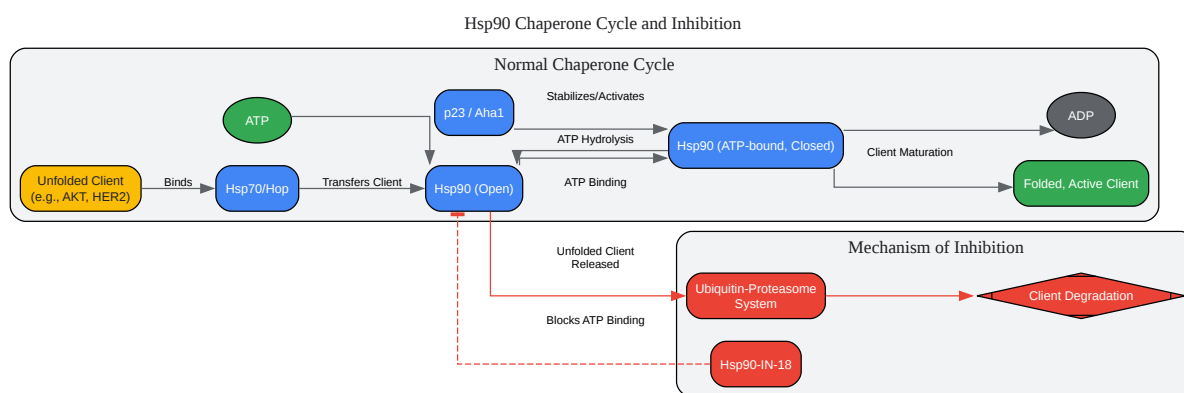 Hsp90 Chaperone Cycle and Inhibition
Normal Chaperone Cycle
Stabilizes/Activates
p23 / Aha1
ADP
ATP
ATP Hydrolysis
Hsp90 (ATP-bound, Closed)
Client Maturation
Unfolded Client
(e.g., AKT, HER2)
Binds
Hsp70/Hop
Transfers Client
Hsp90 (Open)
ATP Binding
Folded, Active Client
Mechanism of Inhibition
Unfolded Client
Released
Ubiquitin-Proteasome
System
Client Degradation
Blocks ATP Binding
Hsp90-IN-18